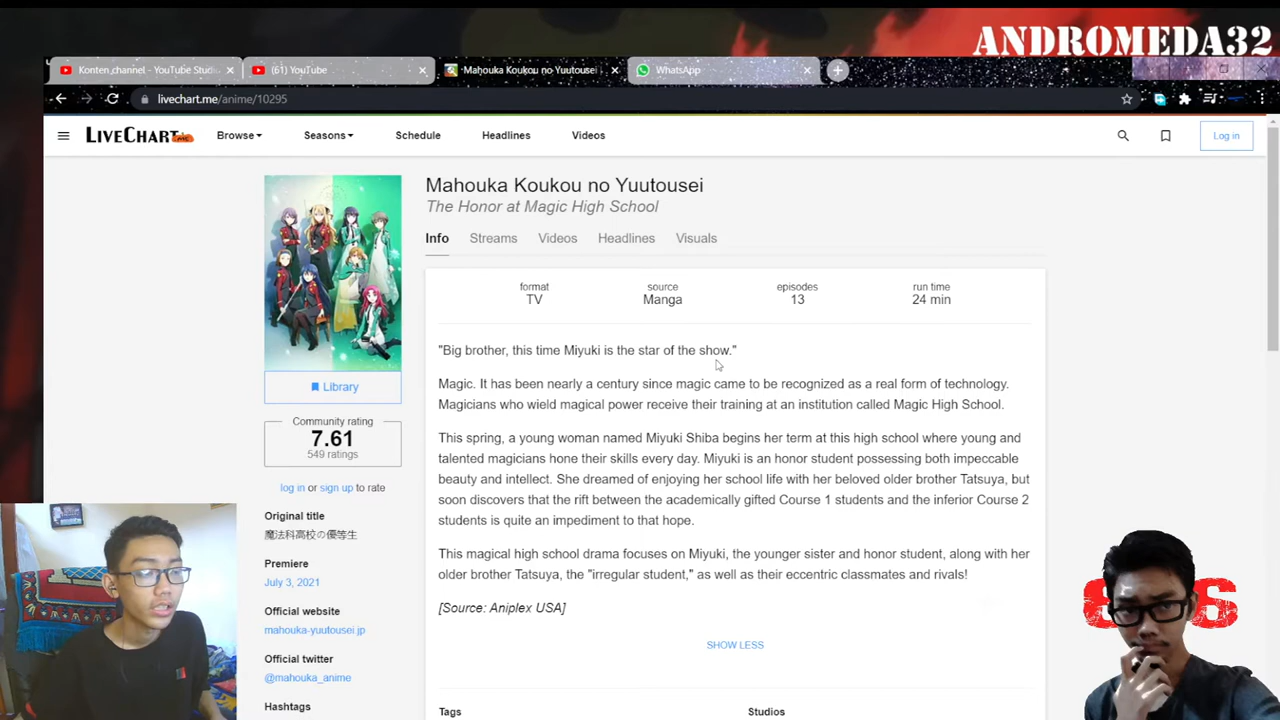 ANDROMEDA32
Konten channel - YouTube Studi
(61) YouTube
Mahouka Koukou no Yuutousei
WhatsApp
livechart.me/anime/10295
LIVECHART.ME
Browse
Seasons
Schedule
Headlines
Videos
Log in
Mahouka Koukou no Yuutousei
The Honor at Magic High School
Info
Streams
Videos
Headlines
Visuals
format
source
episodes
run time
TV
Manga
13
24 min
"Big brother, this time Miyuki is the star of the show."
Magic. It has been nearly a century since magic came to be recognized as a real form of technology.
Magicians who wield magical power receive their training at an institution called Magic High School.
This spring, a young woman named Miyuki Shiba begins her term at this high school where young and
talented magicians hone their skills every day. Miyuki is an honor student possessing both impeccable
beauty and intellect. She dreamed of enjoying her school life with her beloved older brother Tatsuya, but
soon discovers that the rift between the academically gifted Course 1 students and the inferior Course 2
students is quite an impediment to that hope.
This magical high school drama focuses on Miyuki, the younger sister and honor student, along with her
older brother Tatsuya, the "irregular student," as well as their eccentric classmates and rivals!
[Source: Aniplex USA]
SHOW LESS
Tags
Studios
Library
Community rating
7.61
549 ratings
log in or sign up to rate
Original title
魔法科高校の優等生
Premiere
July 3, 2021
Official website
mahouka-yuutousei.jp
Official twitter
@mahouka_anime
Hashtags